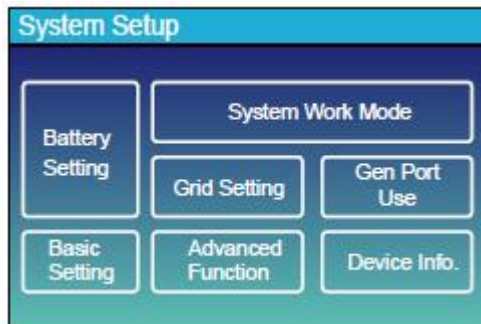 System Setup
Battery
Setting
System Work Mode
Grid Setting
Gen Port
Use
Basic
Setting
Advanced
Function
Device Info.